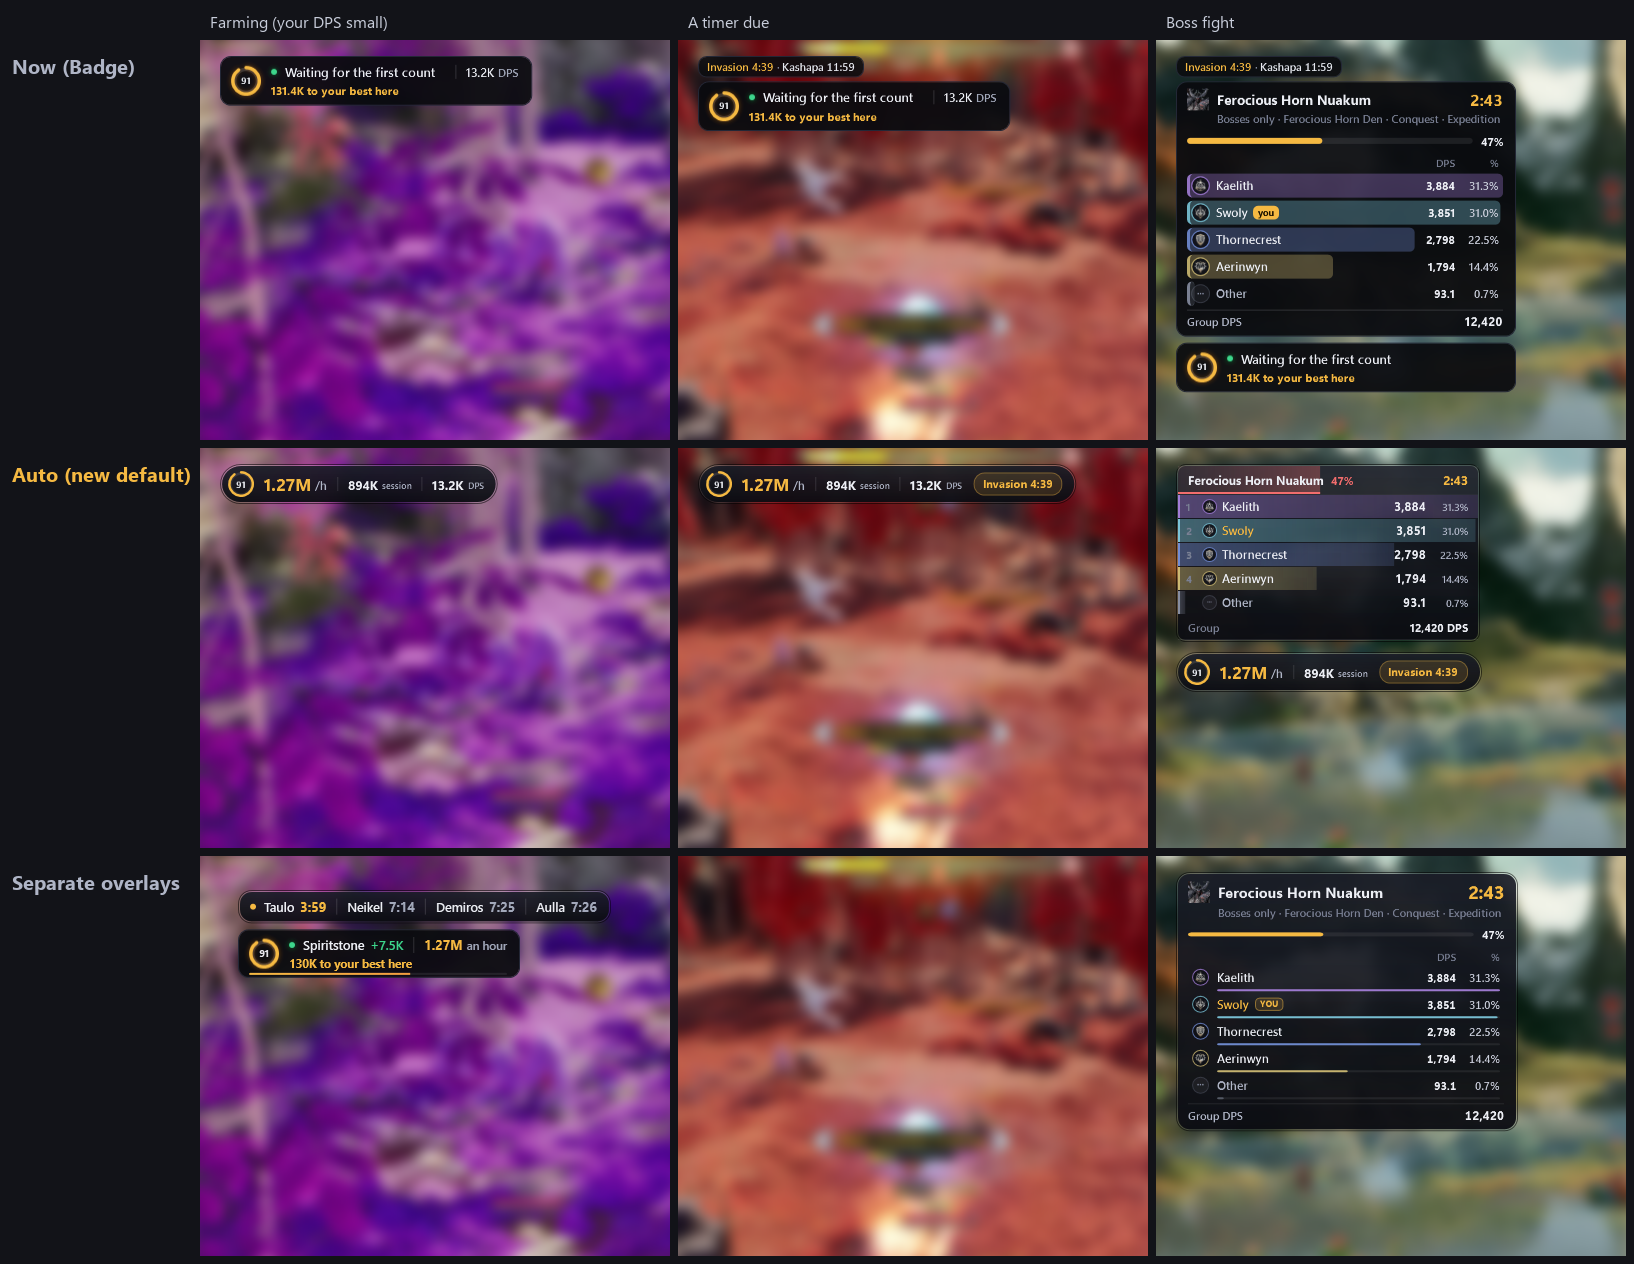 Farming (your DPS small)
A timer due
Boss fight
Now (Badge)
91
Waiting for the first count
13.2K DPS
131.4K to your best here
Invasion 4:39 · Kashapa 11:59
91
Waiting for the first count
13.2K DPS
131.4K to your best here
Invasion 4:39 · Kashapa 11:59
Ferocious Horn Nuakum 2:43
Bosses only · Ferocious Horn Den · Conquest · Expedition
47%
DPS %
Kaelith 3,884 31.3%
Swoly you 3,851 31.0%
Thornecrest 2,798 22.5%
Aerinwyn 1,794 14.4%
Other 93.1 0.7%
Group DPS 12,420
91
Waiting for the first count
131.4K to your best here
Auto (new default)
91 1.27M /h 894K session 13.2K DPS
91 1.27M /h 894K session 13.2K DPS Invasion 4:39
Ferocious Horn Nuakum 47% 2:43
1 Kaelith 3,884 31.3%
2 Swoly 3,851 31.0%
3 Thornecrest 2,798 22.5%
4 Aerinwyn 1,794 14.4%
Other 93.1 0.7%
Group 12,420 DPS
91 1.27M /h 894K session Invasion 4:39
Separate overlays
Taulo 3:59 Neikel 7:14 Demiros 7:25 Aulla 7:26
91
Spiritstone +7.5K 1.27M an hour
130K to your best here
Ferocious Horn Nuakum 2:43
Bosses only · Ferocious Horn Den · Conquest · Expedition
47%
DPS %
Kaelith 3,884 31.3%
Swoly YOU 3,851 31.0%
Thornecrest 2,798 22.5%
Aerinwyn 1,794 14.4%
Other 93.1 0.7%
Group DPS 12,420